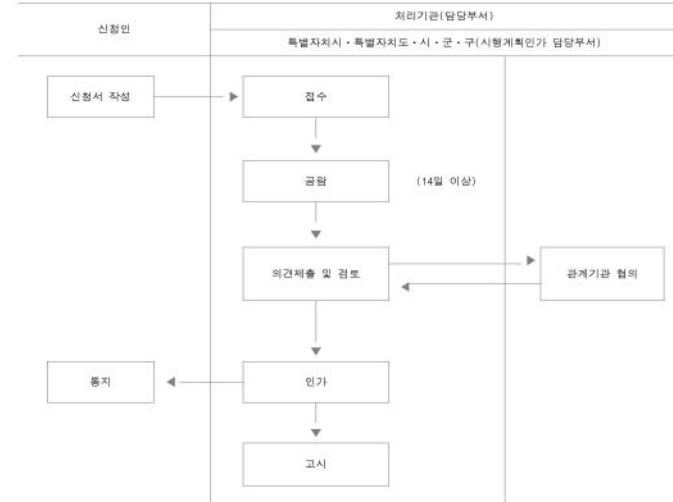 신청인
처리기관(담당부서)
특별자치시·특별자치도·시·군·구(시행계획인가 담당부서)
신청서 작성
접수
공람
(14일 이상)
의견제출 및 검토
관계기관 협의
통지
인가
고시